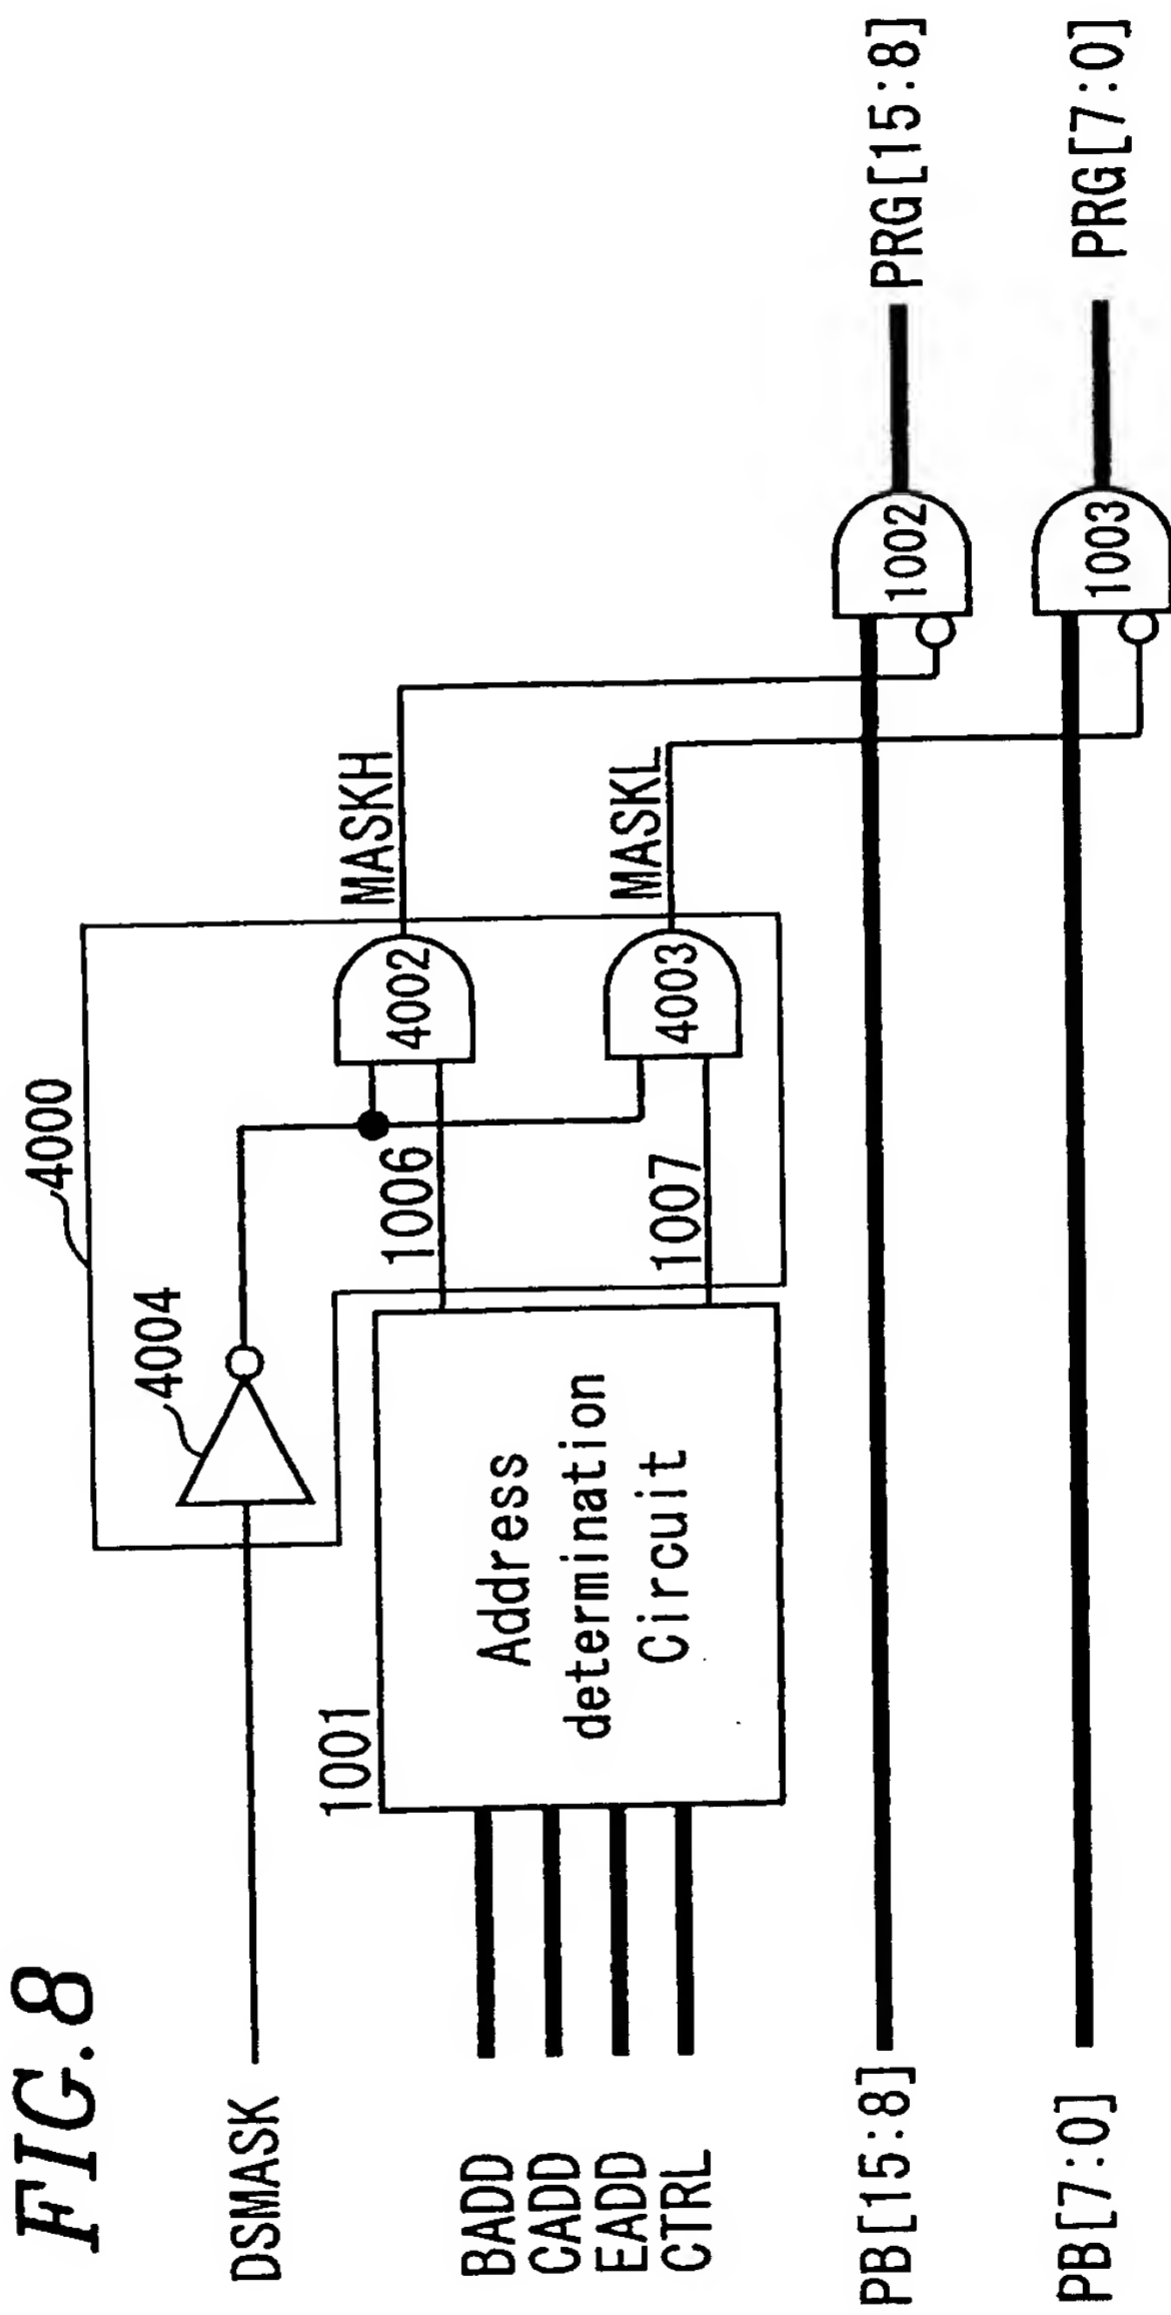 FIG. 8
DSMASK
4004
4000
1001
BADD
CADD
EADD
CTRL
Address
determination
Circuit
1006
1007
4002
4003
MASKH
MASKL
PB[15:8]
1002
PRG[15:8]
PB[7:0]
1003
PRG[7:0]